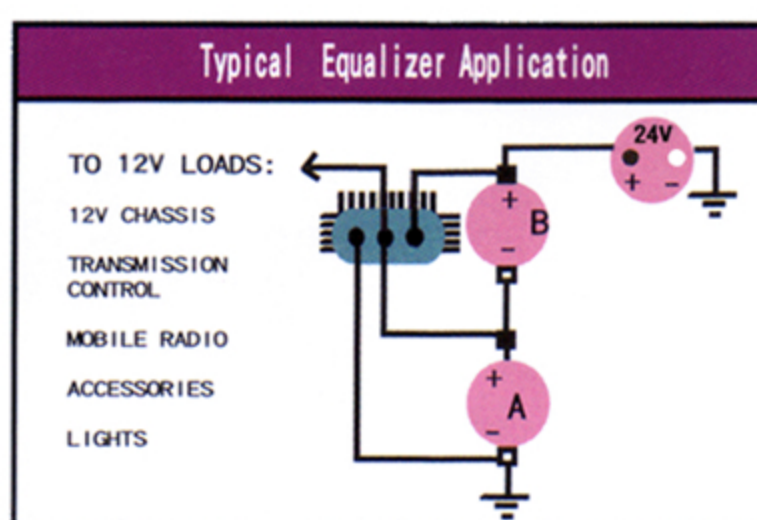 Typical Equalizer Application
24V
+ -
TO 12V LOADS:
+
B
-
12V CHASSIS
TRANSMISSION
CONTROL
MOBILE RADIO
+
A
-
ACCESSORIES
LIGHTS